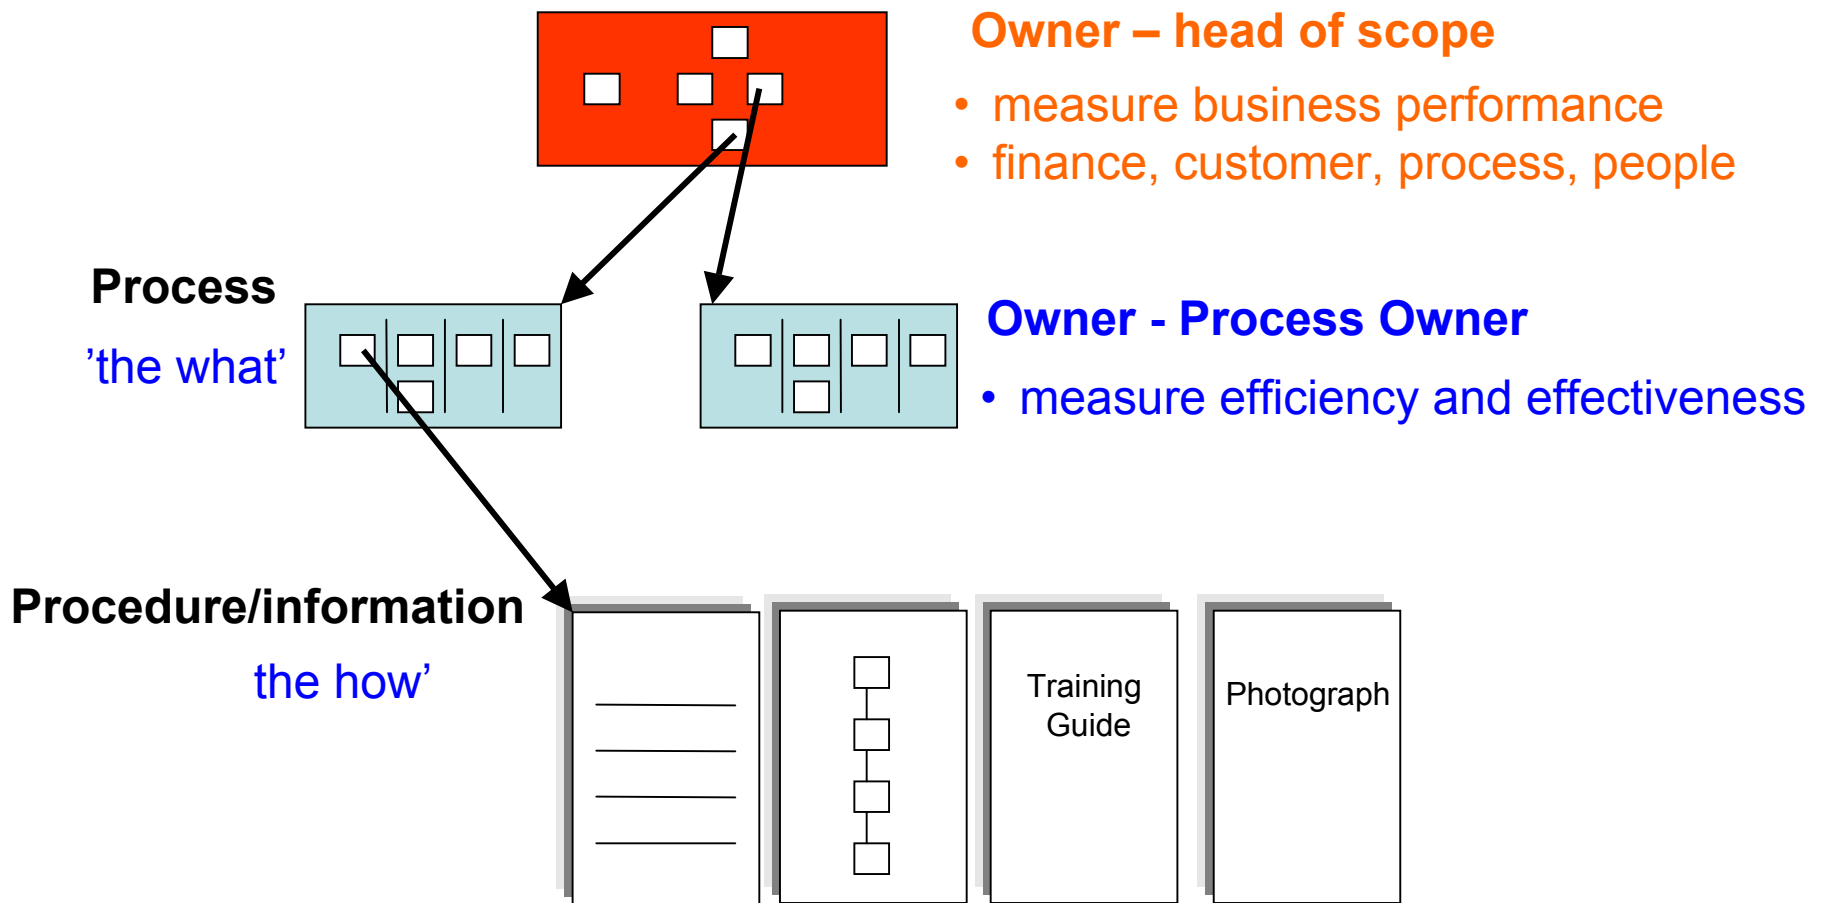 Owner – head of scope
• measure business performance
• finance, customer, process, people
Process
’the what’
Owner - Process Owner
• measure efficiency and effectiveness
Procedure/information
the how’
Training
Guide
Photograph